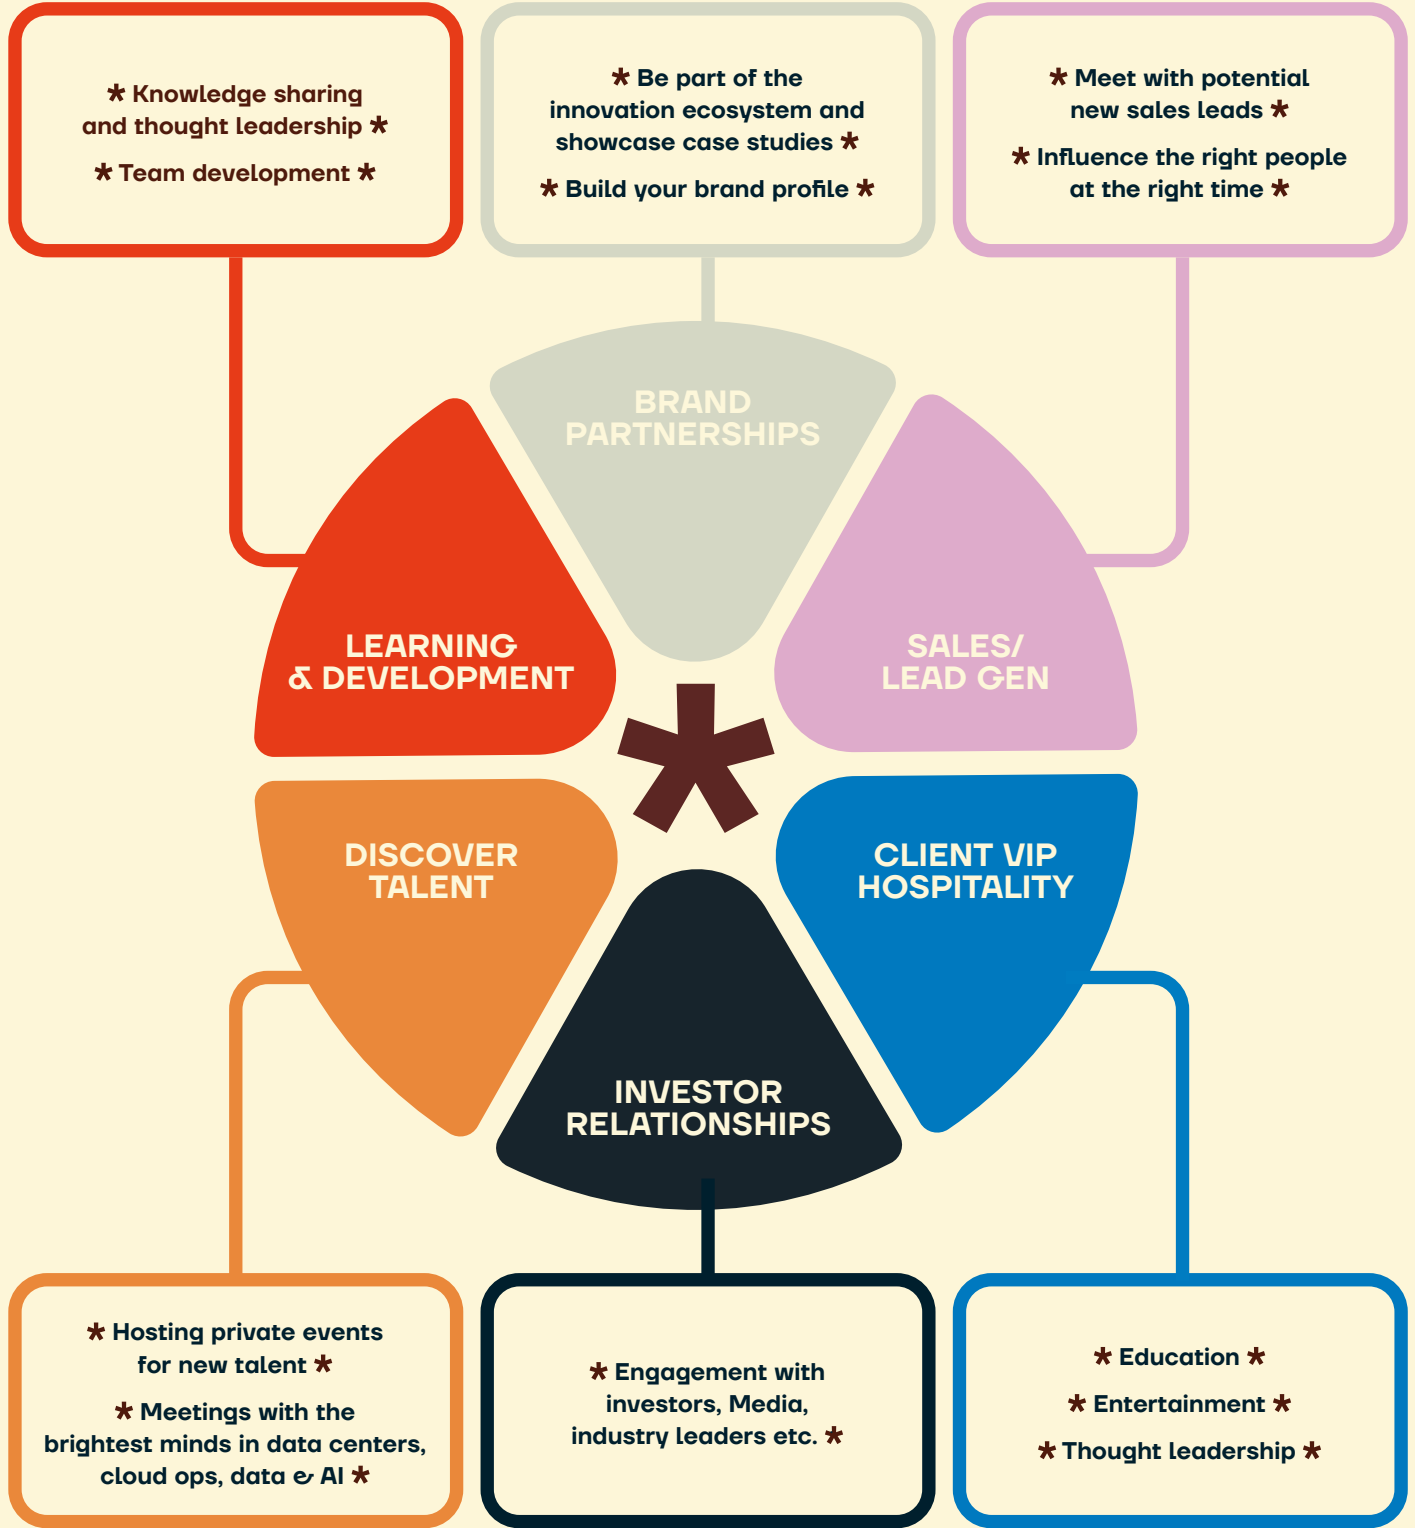 * Knowledge sharing
and thought leadership *
* Team development *
* Be part of the
innovation ecosystem and
showcase case studies *
* Build your brand profile *
* Meet with potential
new sales leads *
* Influence the right people
at the right time *
BRAND
PARTNERSHIPS
LEARNING
& DEVELOPMENT
SALES/
LEAD GEN
*
DISCOVER
TALENT
CLIENT VIP
HOSPITALITY
INVESTOR
RELATIONSHIPS
* Hosting private events
for new talent *
* Meetings with the
brightest minds in data centers,
cloud ops, data & AI *
* Engagement with
investors, Media,
industry leaders etc. *
* Education *
* Entertainment *
* Thought leadership *